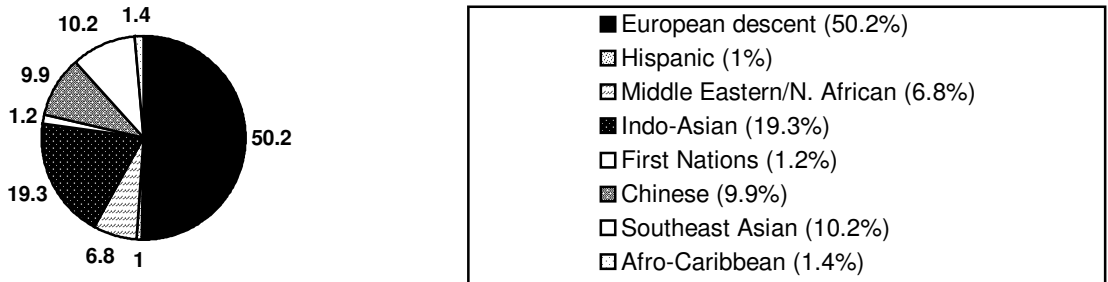 1.4
10.2
9.9
1.2
50.2
19.3
6.8 1
European descent (50.2%)
Hispanic (1%)
Middle Eastern/N. African (6.8%)
Indo-Asian (19.3%)
First Nations (1.2%)
Chinese (9.9%)
Southeast Asian (10.2%)
Afro-Caribbean (1.4%)